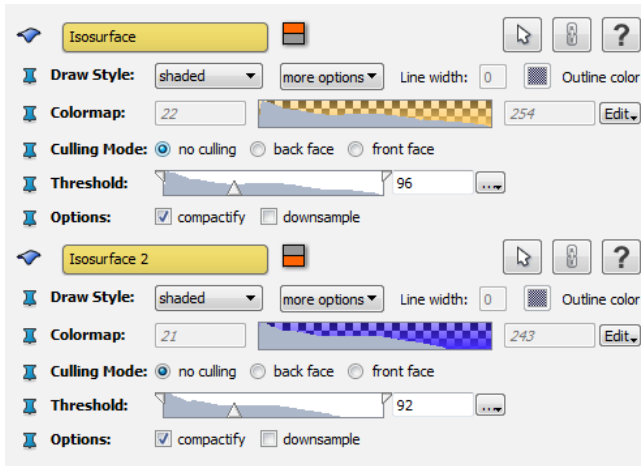 Isosurface ?
Draw Style: shaded more options Line width: 0 Outline color
Colormap: 22 254 Edit
Culling Mode: no culling back face front face
Threshold: 96 ...
Options: compactify downsample
Isosurface 2 ?
Draw Style: shaded more options Line width: 0 Outline color
Colormap: 21 243 Edit
Culling Mode: no culling back face front face
Threshold: 92 ...
Options: compactify downsample